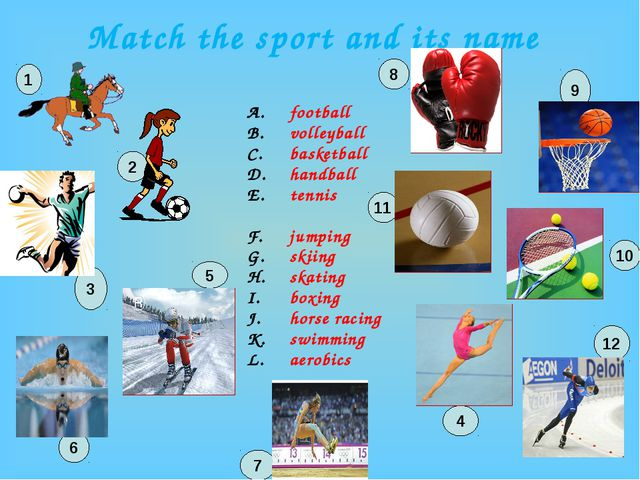 Match the sport and its name
1
8
9
A. football
B. volleyball
C. basketball
D. handball
E. tennis
2
11
F. jumping
G. skiing
H. skating
I. boxing
J. horse racing
K. swimming
L. aerobics
3
5
10
12
4
6
7
13 14 15
AEGON
Deloit